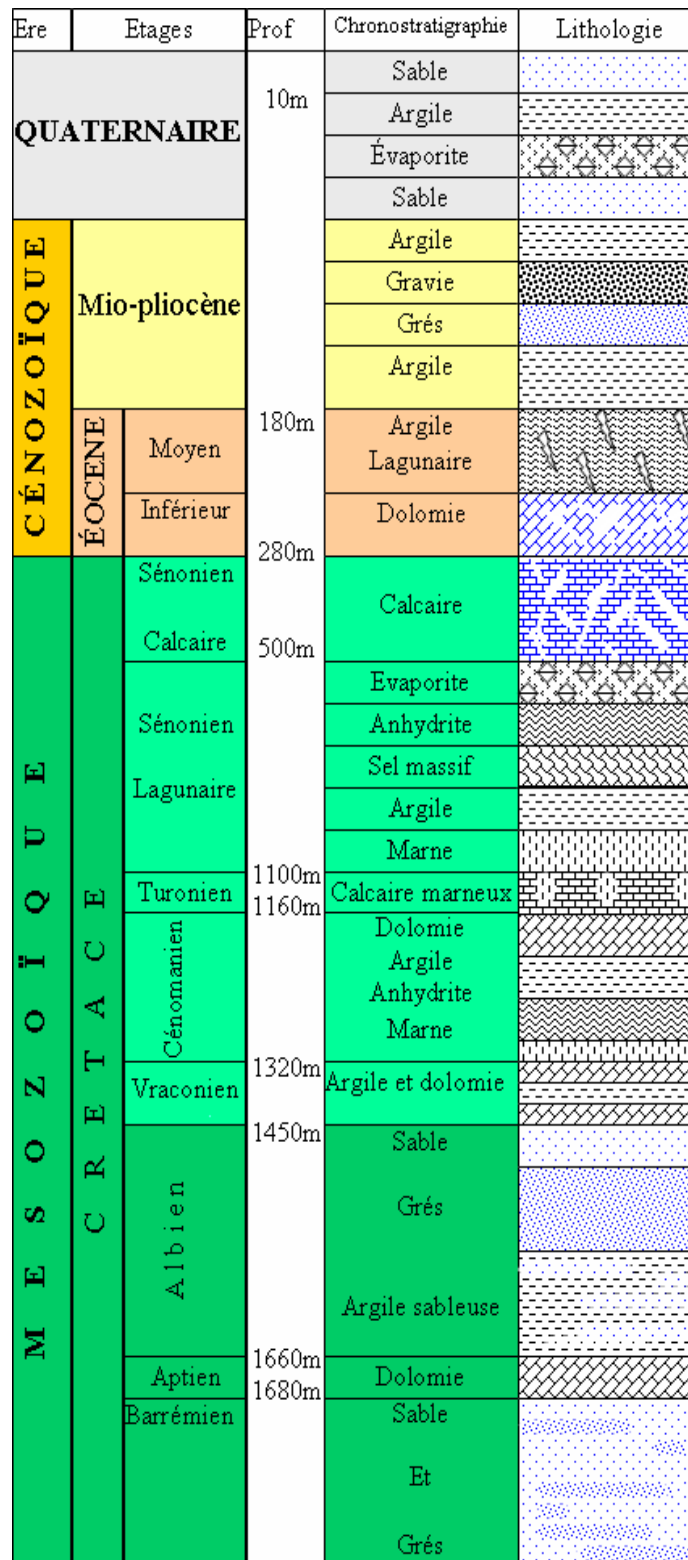 Ere Etages Prof Chronostratigraphie Lithologie
Sable
10m
Argile
QUATERNAIRE
Évaporite
Sable
CÉNOZOÏQUE
Argile
Gravie
Mio-pliocène
Grés
Argile
ÉOCENE
180m
Moyen
Argile
Lagunaire
Inférieur
Dolomie
280m
MESOZOÏQUE
CRETACE
Sénonien
Calcaire
Calcaire
500m
Evaporite
Sénonien
Anhydrite
Sel massif
Lagunaire
Argile
Marne
1100m
Turonien
Calcaire marneux
1160m
Cénomanien
Dolomie
Argile
Anhydrite
Marne
1320m
Vraconien
Argile et dolomie
1450m
Albien
Sable
Grés
Argile sableuse
1660m
Aptien
Dolomie
1680m
Barrémien
Sable
Et
Grés